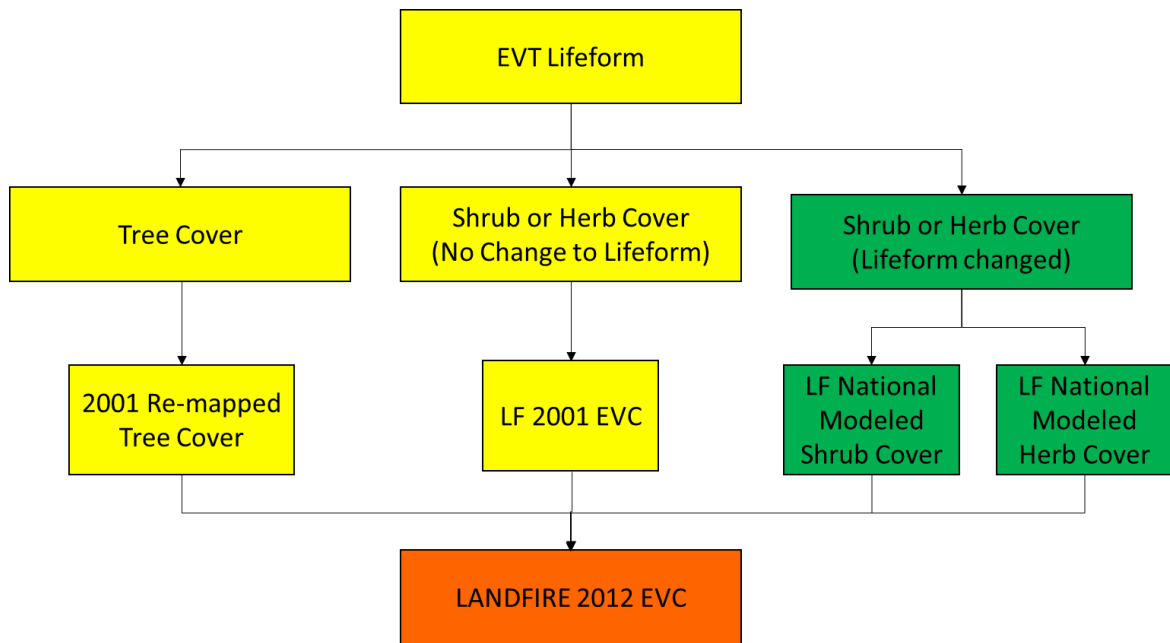 EVT Lifeform
Tree Cover
Shrub or Herb Cover
(No Change to Lifeform)
Shrub or Herb Cover
(Lifeform changed)
2001 Re-mapped
Tree Cover
LF 2001 EVC
LF National
Modeled
Shrub Cover
LF National
Modeled
Herb Cover
LANDFIRE 2012 EVC